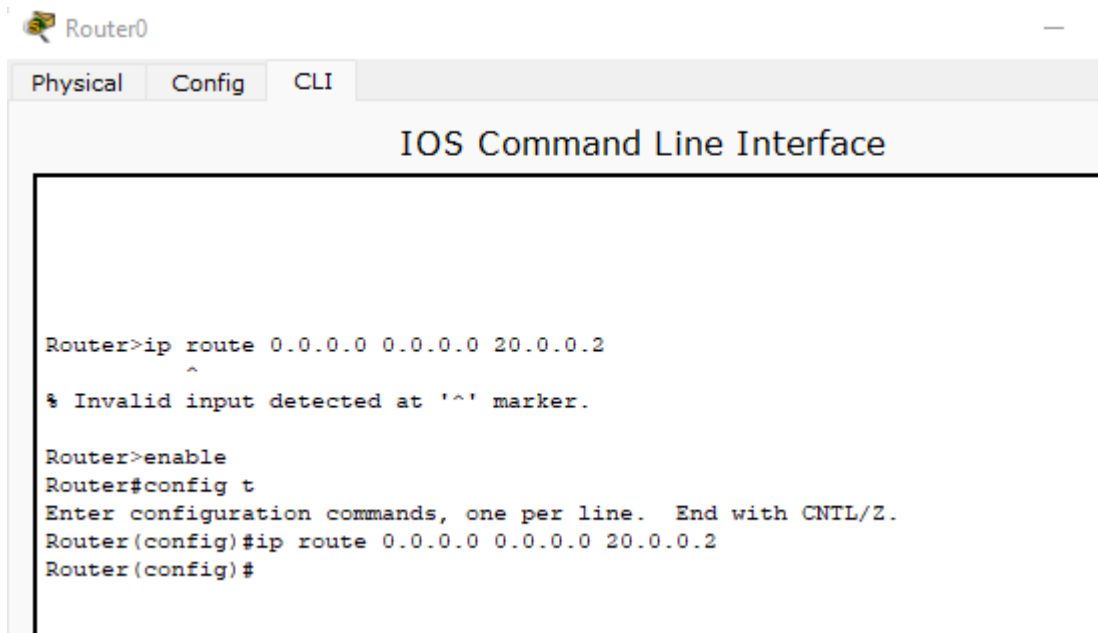 Router0
Physical Config CLI
IOS Command Line Interface
Router>ip route 0.0.0.0 0.0.0.0 20.0.0.2
^
% Invalid input detected at '^' marker.
Router>enable
Router#config t
Enter configuration commands, one per line. End with CNTL/Z.
Router(config)#ip route 0.0.0.0 0.0.0.0 20.0.0.2
Router(config)#